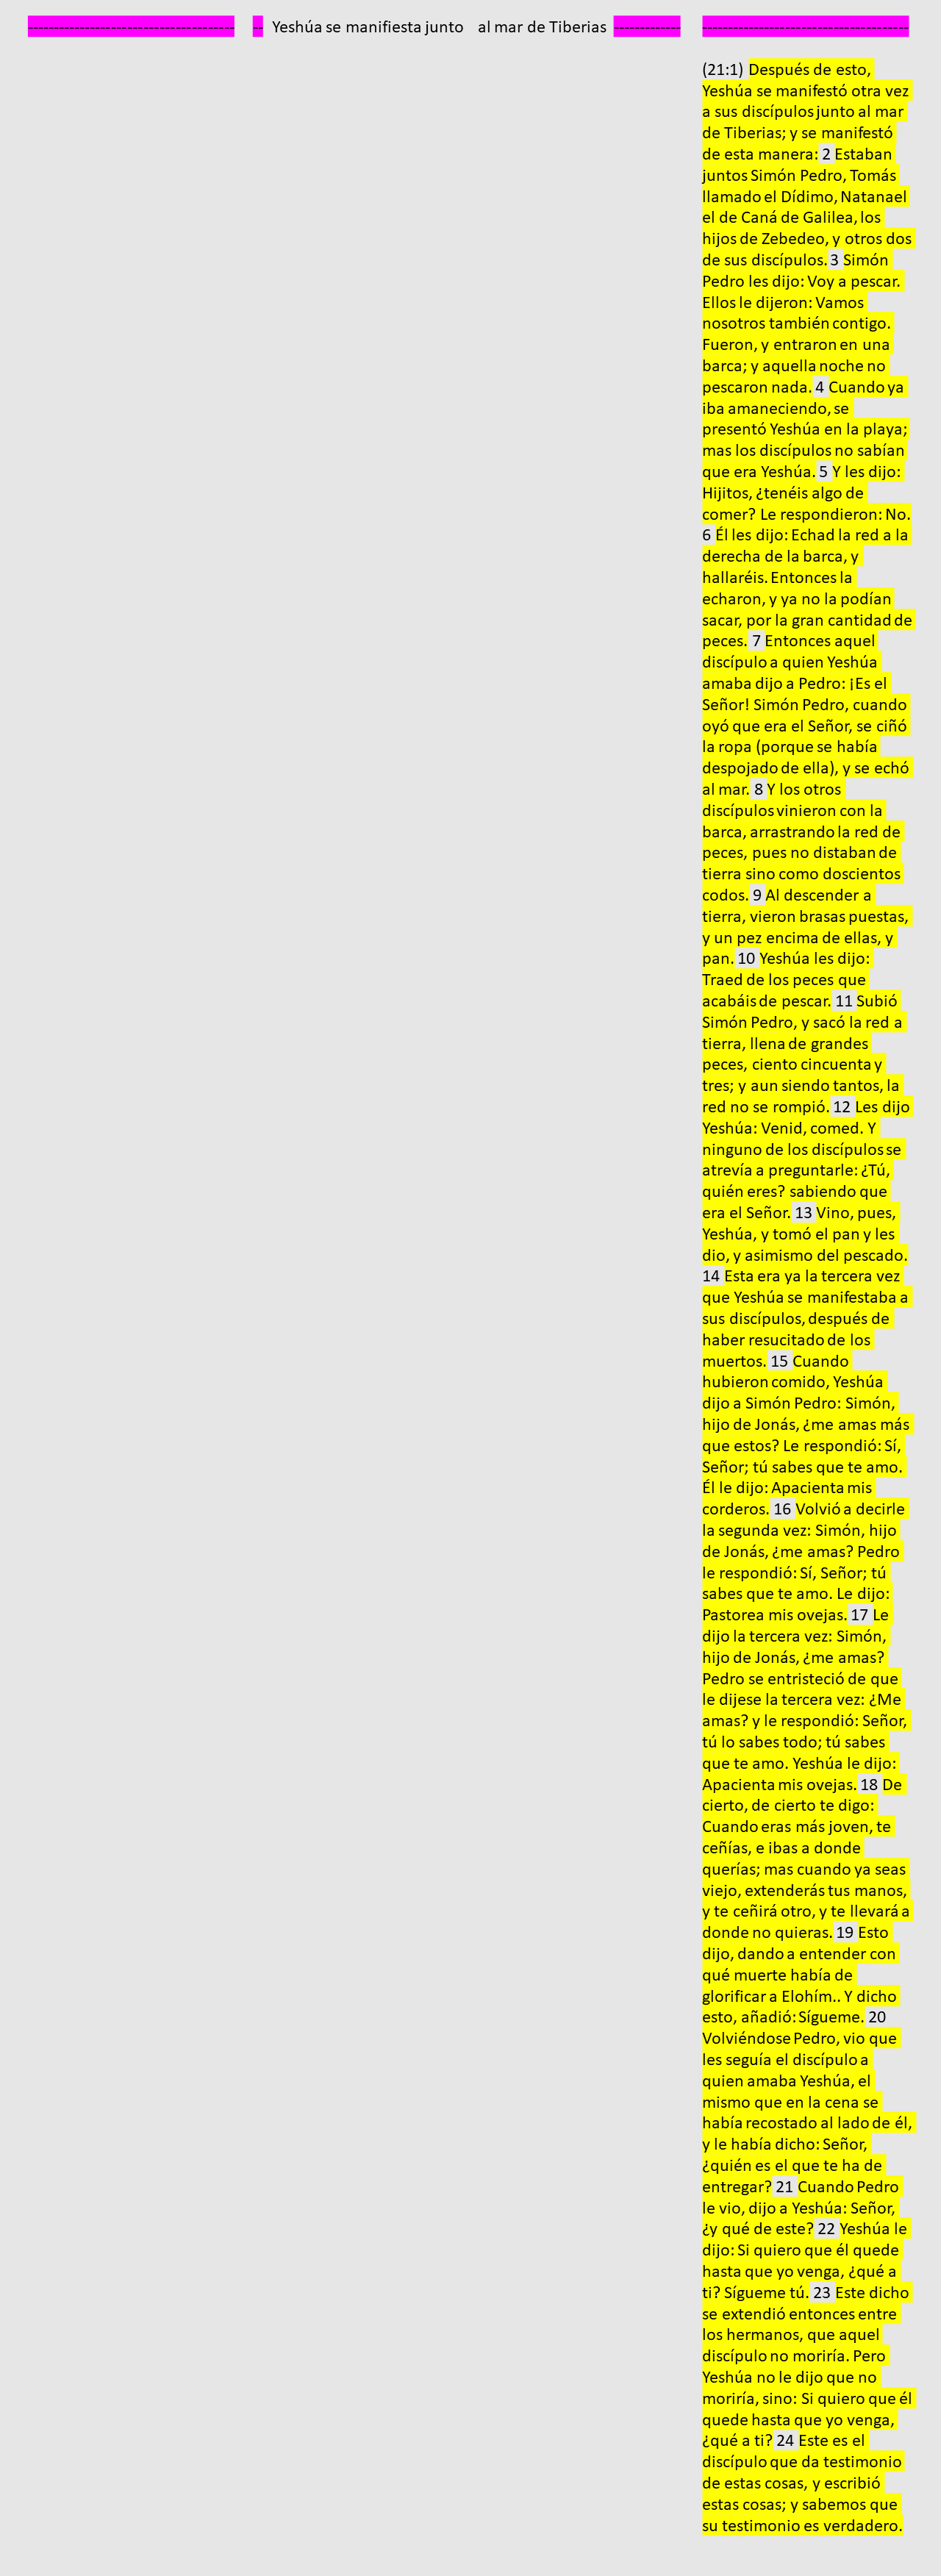 ---------------------------------------- -- Yeshúa se manifiesta junto al mar de Tiberias ------------- ----------------------------------------
(21:1) Después de esto,
Yeshúa se manifestó otra vez
a sus discípulos junto al mar
de Tiberias; y se manifestó
de esta manera: 2 Estaban
juntos Simón Pedro, Tomás
llamado el Dídimo, Natanael
el de Caná de Galilea, los
hijos de Zebedeo, y otros dos
de sus discípulos. 3 Simón
Pedro les dijo: Voy a pescar.
Ellos le dijeron: Vamos
nosotros también contigo.
Fueron, y entraron en una
barca; y aquella noche no
pescaron nada. 4 Cuando ya
iba amaneciendo, se
presentó Yeshúa en la playa;
mas los discípulos no sabían
que era Yeshúa. 5 Y les dijo:
Hijitos, ¿tenéis algo de
comer? Le respondieron: No.
6 Él les dijo: Echad la red a la
derecha de la barca, y
hallaréis. Entonces la
echaron, y ya no la podían
sacar, por la gran cantidad de
peces. 7 Entonces aquel
discípulo a quien Yeshúa
amaba dijo a Pedro: ¡Es el
Señor! Simón Pedro, cuando
oyó que era el Señor, se ciñó
la ropa (porque se había
despojado de ella), y se echó
al mar. 8 Y los otros
discípulos vinieron con la
barca, arrastrando la red de
peces, pues no distaban de
tierra sino como doscientos
codos. 9 Al descender a
tierra, vieron brasas puestas,
y un pez encima de ellas, y
pan. 10 Yeshúa les dijo:
Traed de los peces que
acabáis de pescar. 11 Subió
Simón Pedro, y sacó la red a
tierra, llena de grandes
peces, ciento cincuenta y
tres; y aun siendo tantos, la
red no se rompió. 12 Les dijo
Yeshúa: Venid, comed. Y
ninguno de los discípulos se
atrevía a preguntarle: ¿Tú,
quién eres? sabiendo que
era el Señor. 13 Vino, pues,
Yeshúa, y tomó el pan y les
dio, y asimismo del pescado.
14 Esta era ya la tercera vez
que Yeshúa se manifestaba a
sus discípulos, después de
haber resucitado de los
muertos. 15 Cuando
hubieron comido, Yeshúa
dijo a Simón Pedro: Simón,
hijo de Jonás, ¿me amas más
que estos? Le respondió: Sí,
Señor; tú sabes que te amo.
Él le dijo: Apacienta mis
corderos. 16 Volvió a decirle
la segunda vez: Simón, hijo
de Jonás, ¿me amas? Pedro
le respondió: Sí, Señor; tú
sabes que te amo. Le dijo:
Pastorea mis ovejas. 17 Le
dijo la tercera vez: Simón,
hijo de Jonás, ¿me amas?
Pedro se entristeció de que
le dijese la tercera vez: ¿Me
amas? y le respondió: Señor,
tú lo sabes todo; tú sabes
que te amo. Yeshúa le dijo:
Apacienta mis ovejas. 18 De
cierto, de cierto te digo:
Cuando eras más joven, te
ceñías, e ibas a donde
querías; mas cuando ya seas
viejo, extenderás tus manos,
y te ceñirá otro, y te llevará a
donde no quieras. 19 Esto
dijo, dando a entender con
qué muerte había de
glorificar a Elohím.. Y dicho
esto, añadió: Sígueme. 20
Volviéndose Pedro, vio que
les seguía el discípulo a
quien amaba Yeshúa, el
mismo que en la cena se
había recostado al lado de él,
y le había dicho: Señor,
¿quién es el que te ha de
entregar? 21 Cuando Pedro
le vio, dijo a Yeshúa: Señor,
¿y qué de este? 22 Yeshúa le
dijo: Si quiero que él quede
hasta que yo venga, ¿qué a
ti? Sígueme tú. 23 Este dicho
se extendió entonces entre
los hermanos, que aquel
discípulo no moriría. Pero
Yeshúa no le dijo que no
moriría, sino: Si quiero que él
quede hasta que yo venga,
¿qué a ti? 24 Este es el
discípulo que da testimonio
de estas cosas, y escribió
estas cosas; y sabemos que
su testimonio es verdadero.